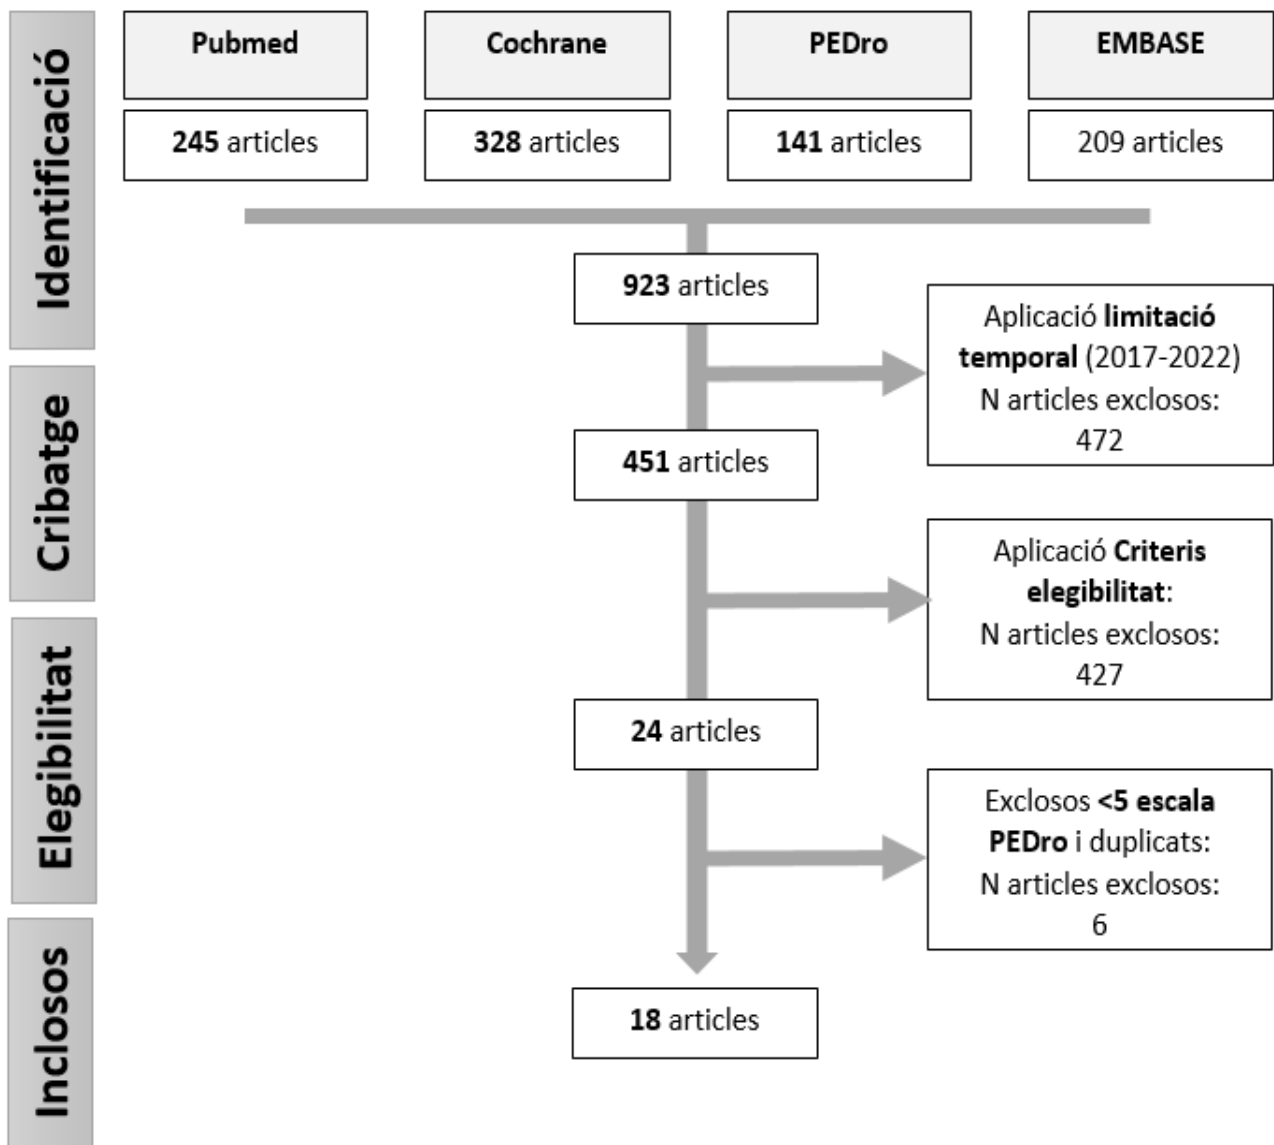 Identificació
Pubmed
Cochrane
PEDro
EMBASE
245 articles
328 articles
141 articles
209 articles
923 articles
Aplicació limitació
temporal (2017-2022)
N articles exclosos:
472
Cribatge
451 articles
Aplicació Criteris
elegibilitat:
N articles exclosos:
427
Elegibilitat
24 articles
Exclosos <5 escala
PEDro i duplicats:
N articles exclosos:
6
Inclosos
18 articles